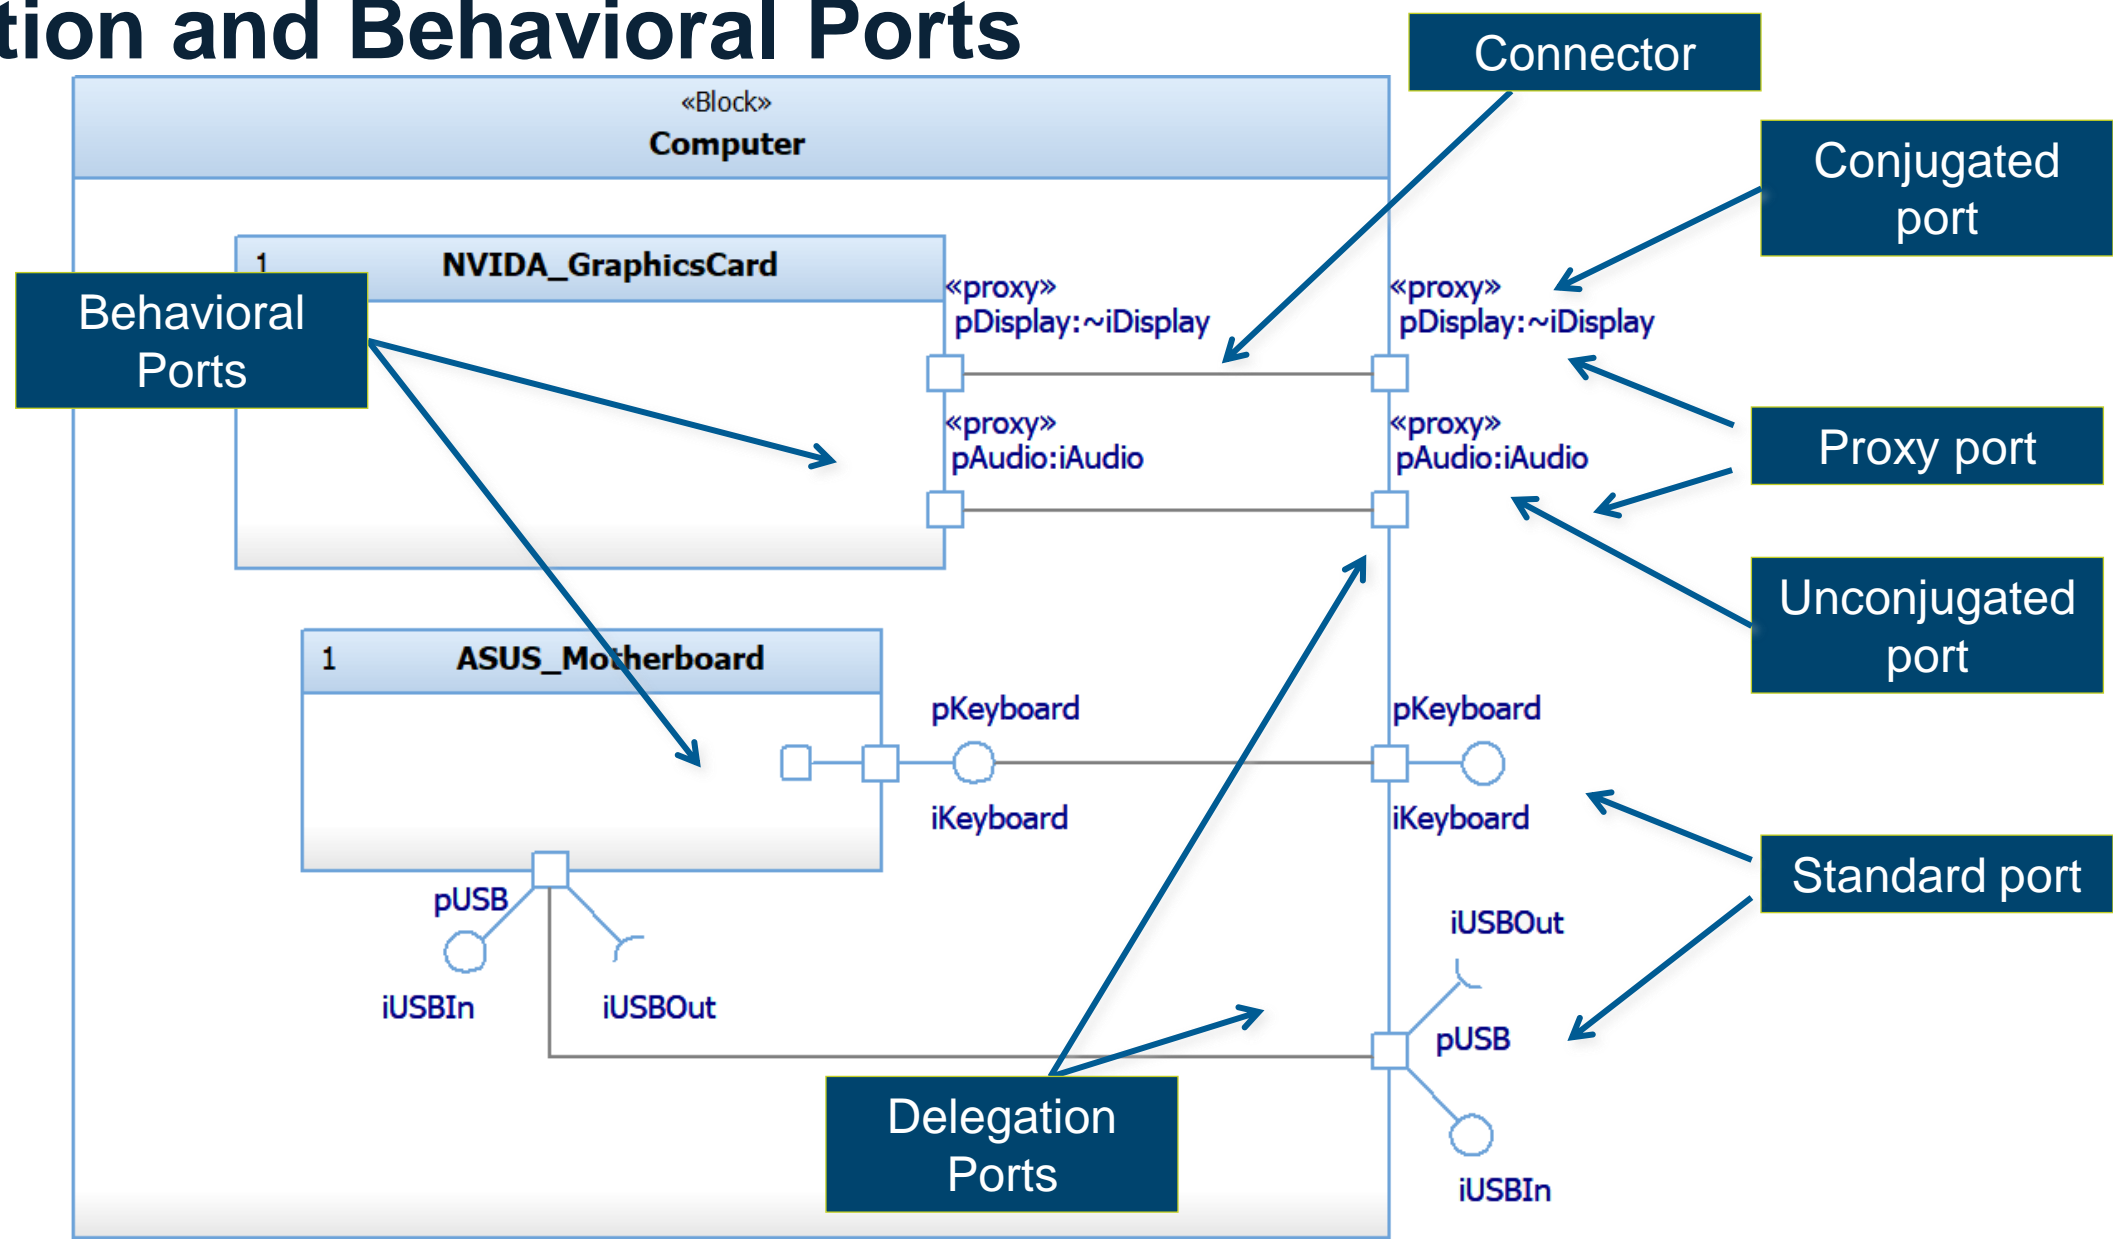 tion and Behavioral Ports
Connector
«Block»
Computer
Conjugated
port
1
NVIDA_GraphicsCard
Behavioral
Ports
«proxy»
pDisplay:~iDisplay
«proxy»
pDisplay:~iDisplay
«proxy»
pAudio:iAudio
«proxy»
pAudio:iAudio
Proxy port
Unconjugated
port
1
ASUS_Motherboard
pKeyboard
iKeyboard
pKeyboard
iKeyboard
Standard port
pUSB
iUSBIn
iUSBOut
iUSBOut
pUSB
iUSBIn
Delegation
Ports